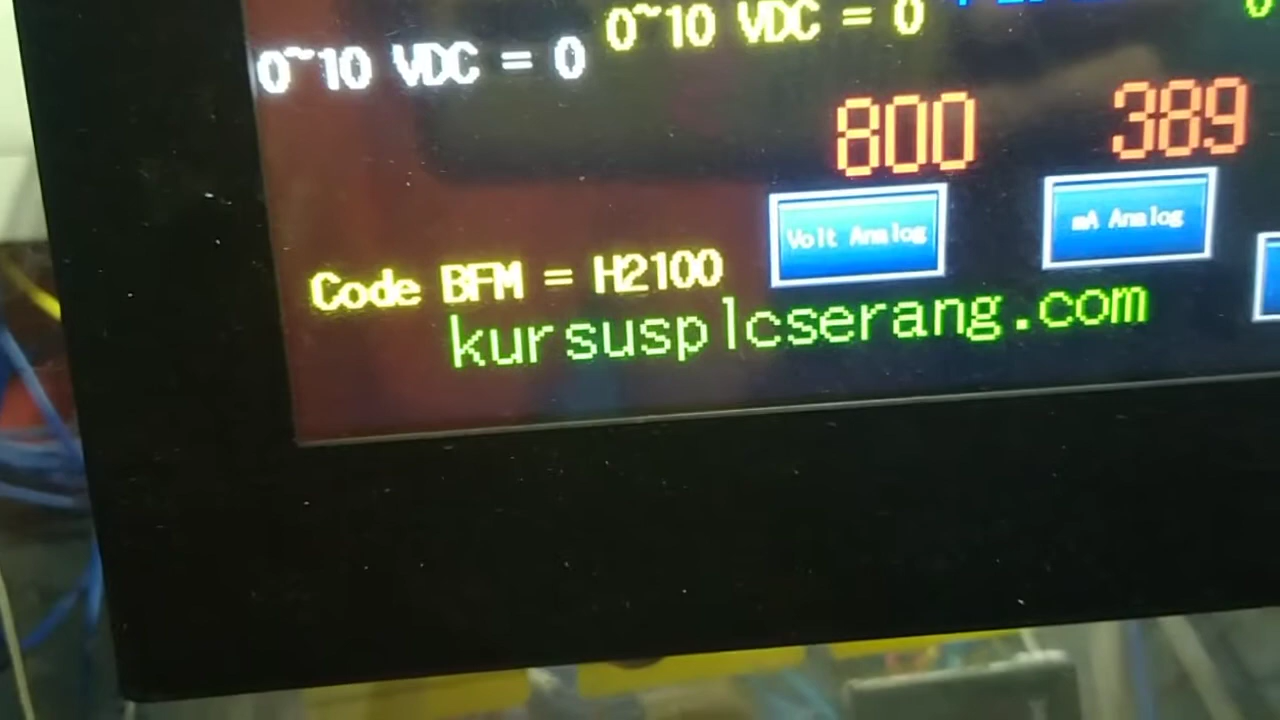 0~10 VDC = 0
0~10 VDC = 0
800
389
Volt Analog
mA Analog
Code BFM = H2100
kursusplcserang.com